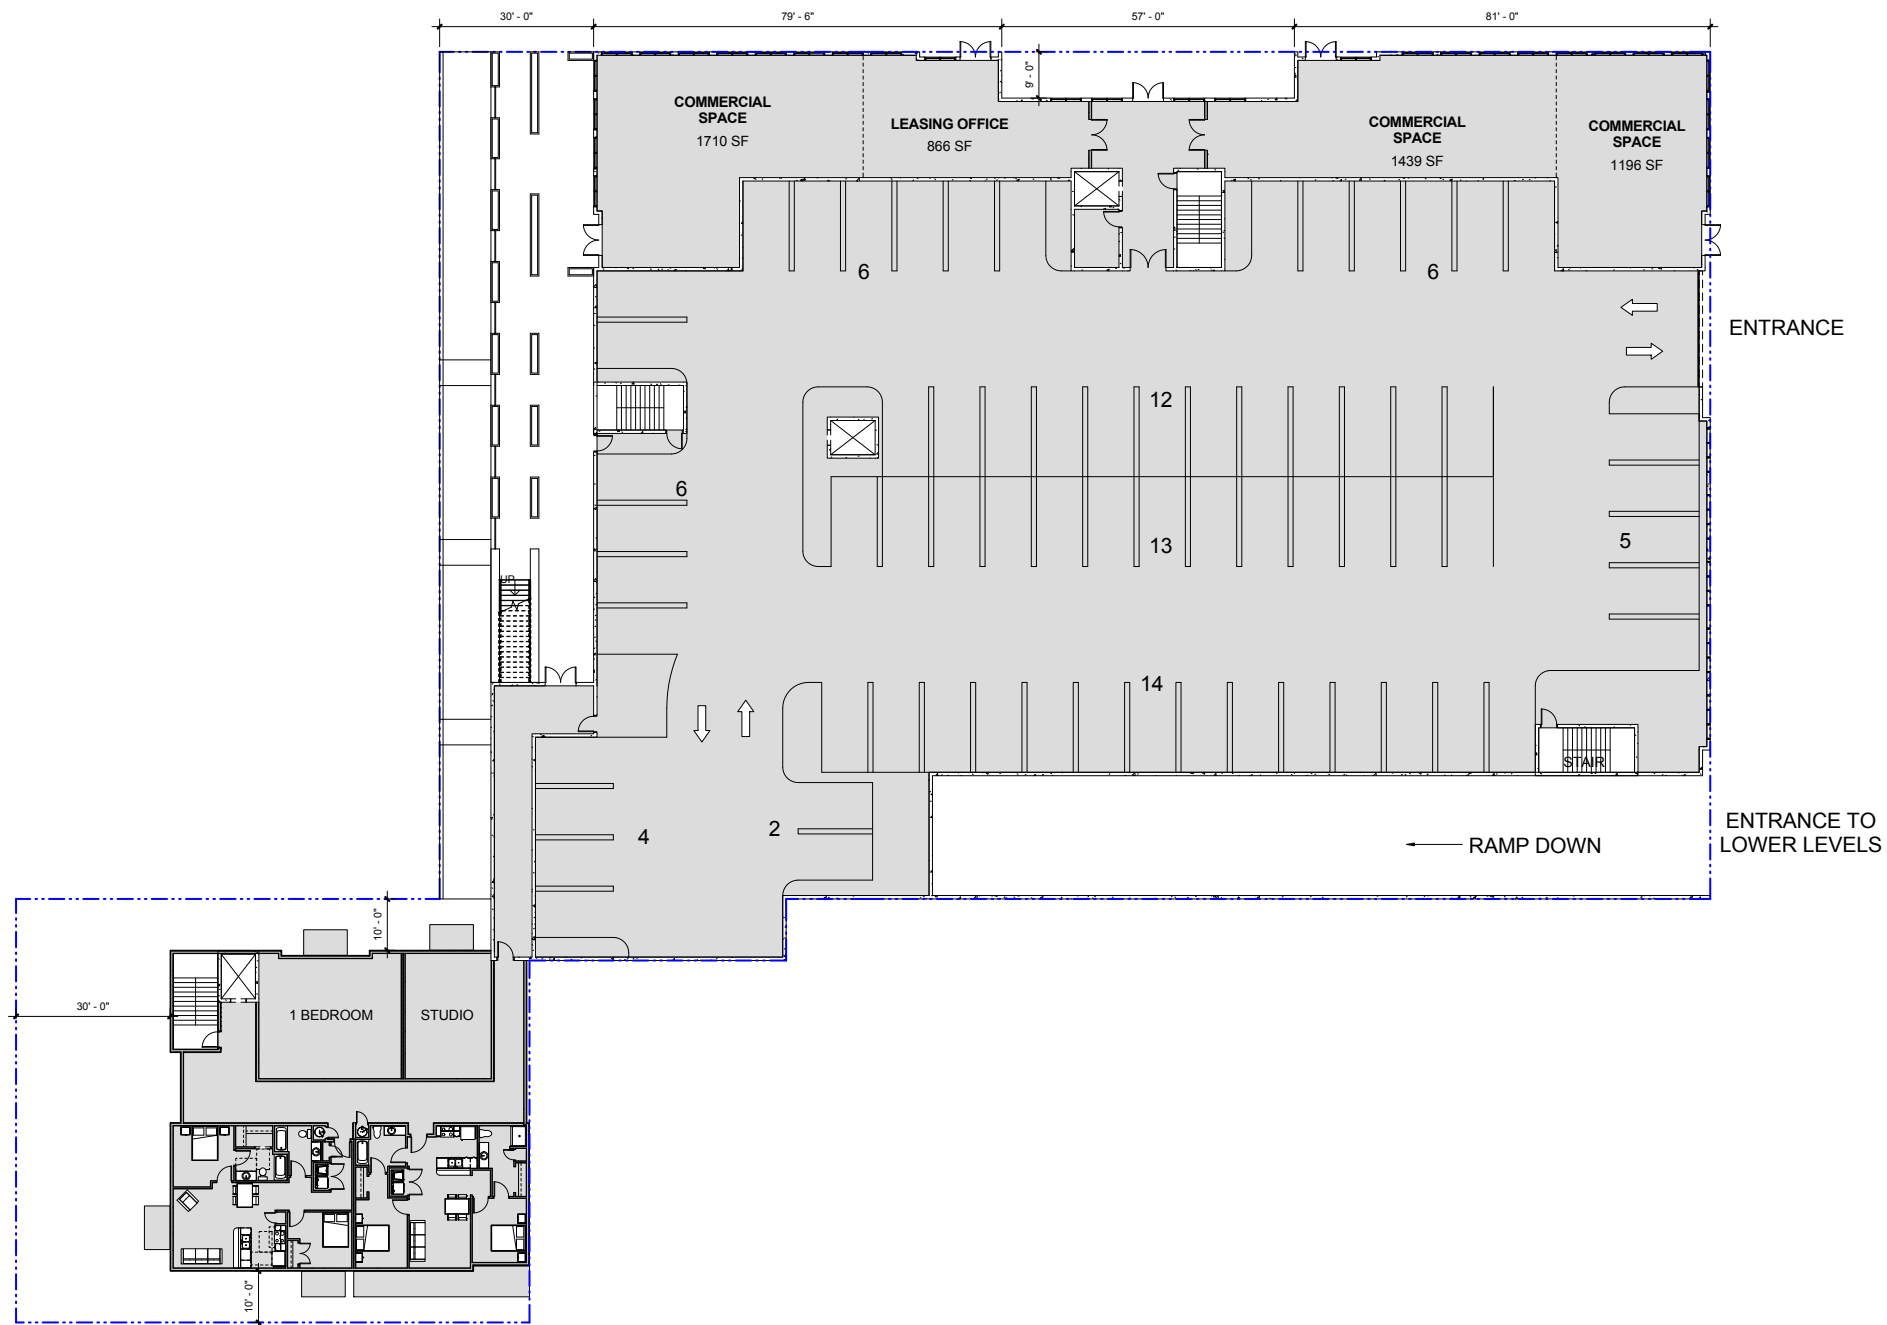 30' - 0"
79' - 6"
57' - 0"
81' - 0"
9' - 0"
COMMERCIAL
SPACE
1710 SF
LEASING OFFICE
866 SF
COMMERCIAL
SPACE
1439 SF
COMMERCIAL
SPACE
1196 SF
6
6
ENTRANCE
12
6
13
5
UP
14
STAIR
4
2
RAMP DOWN
ENTRANCE TO
LOWER LEVELS
10' - 0"
30' - 0"
1 BEDROOM
STUDIO
10' - 0"